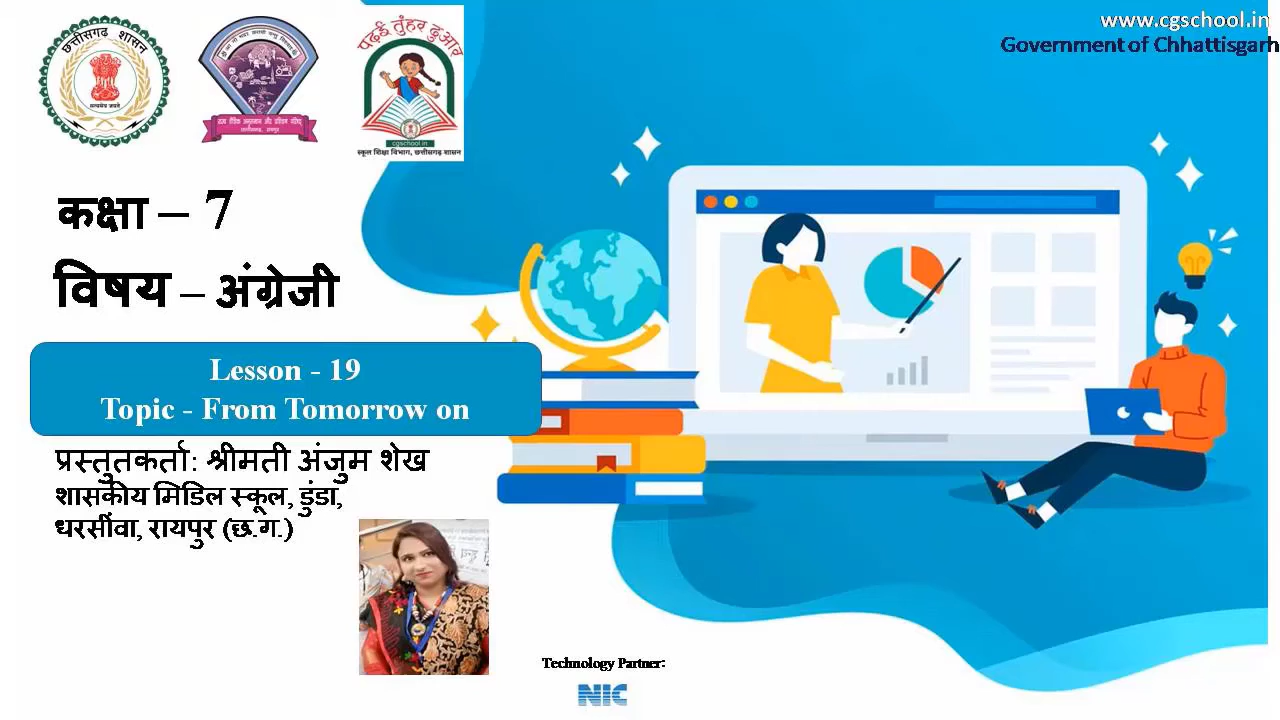 www.cgschool.in
Government of Chhattisgarh
छत्तीसगढ़ शासन
सत्यमेव जयते
पढई तुंहर दुआर
cgschool.in
स्कूल शिक्षा विभाग, छत्तीसगढ़ शासन
कक्षा – 7
विषय – अंग्रेजी
Lesson - 19
Topic - From Tomorrow on
प्रस्तुतकर्ता: श्रीमती अंजुम शेख
शासकीय मिडिल स्कूल, डुंडा,
धरसींवा, रायपुर (छ.ग.)
Technology Partner:
NIC